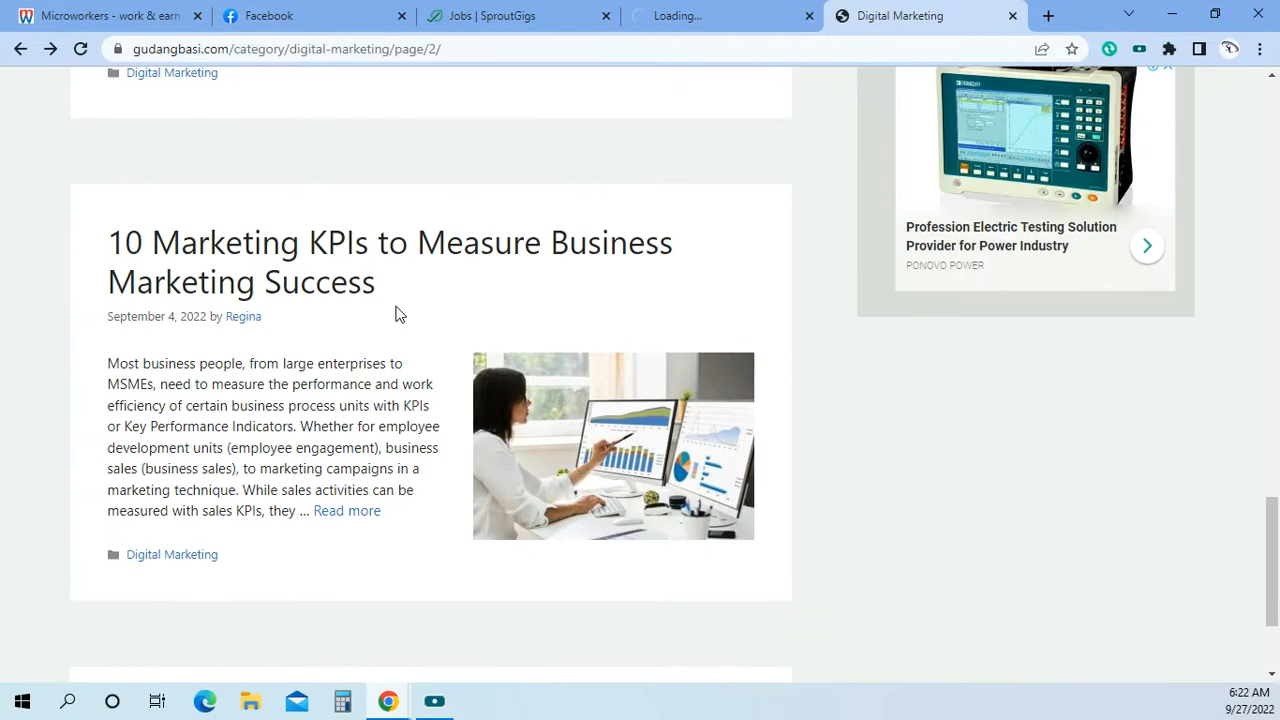 Microworkers - work & earn
Facebook
Jobs | SproutGigs
Loading...
Digital Marketing
gudangbasi.com/category/digital-marketing/page/2/
Digital Marketing
10 Marketing KPIs to Measure Business
Marketing Success
September 4, 2022 by Regina
Most business people, from large enterprises to
MSMEs, need to measure the performance and work
efficiency of certain business process units with KPIs
or Key Performance Indicators. Whether for employee
development units (employee engagement), business
sales (business sales), to marketing campaigns in a
marketing technique. While sales activities can be
measured with sales KPIs, they ... Read more
Digital Marketing
Profession Electric Testing Solution
Provider for Power Industry
PONOVO POWER
6:22 AM
9/27/2022